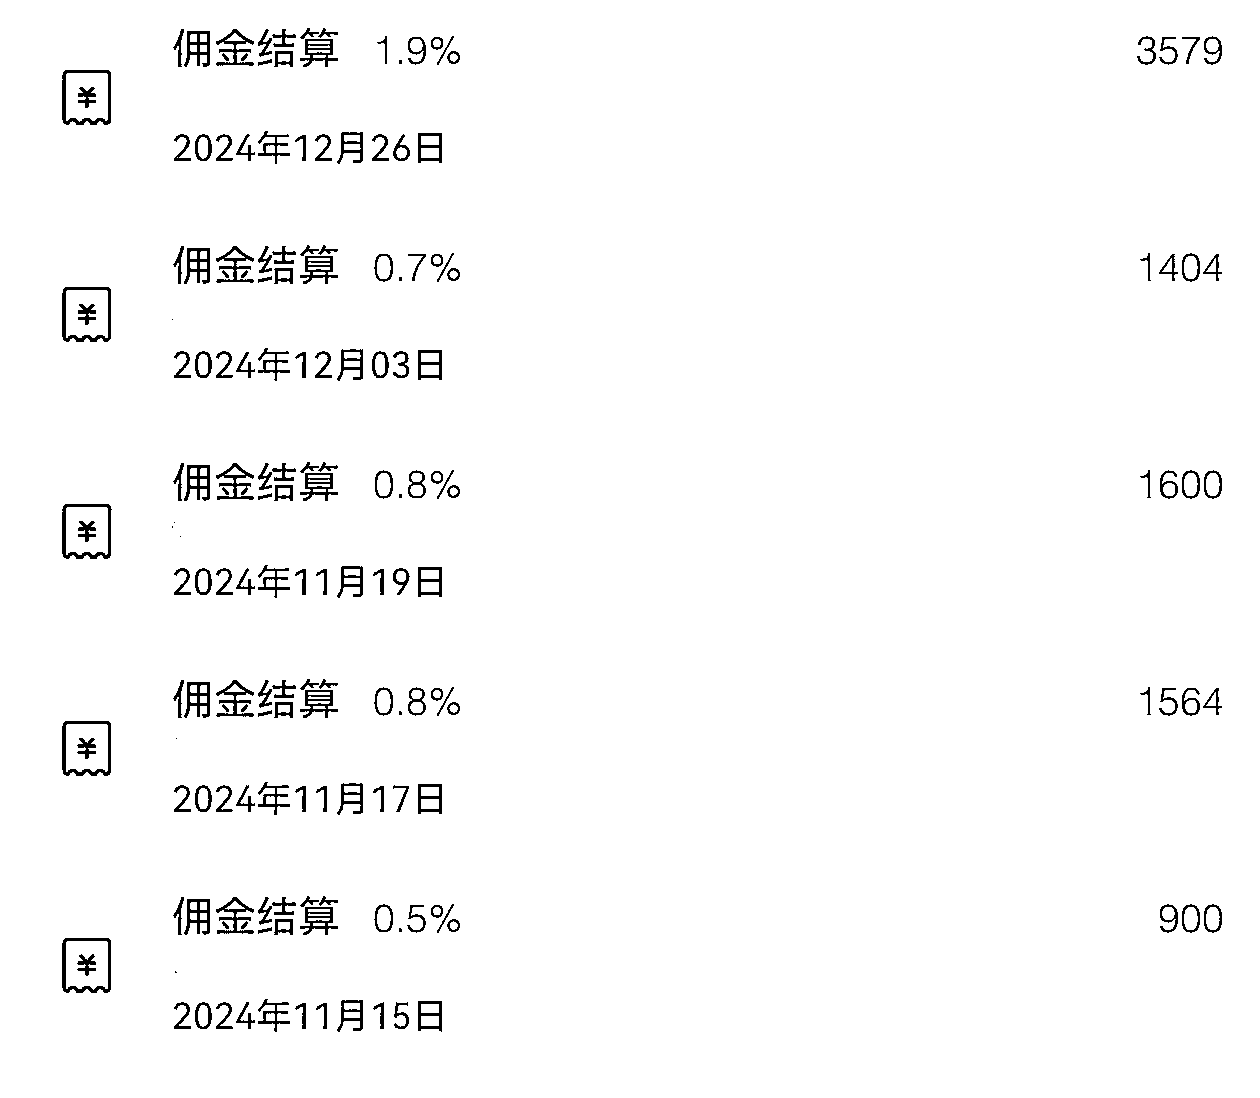 佣金结算 1.9% 3579
¥
2024年12月26日
佣金结算 0.7% 1404
¥
2024年12月03日
佣金结算 0.8% 1600
¥
2024年11月19日
佣金结算 0.8% 1564
¥
2024年11月17日
佣金结算 0.5% 900
¥
2024年11月15日